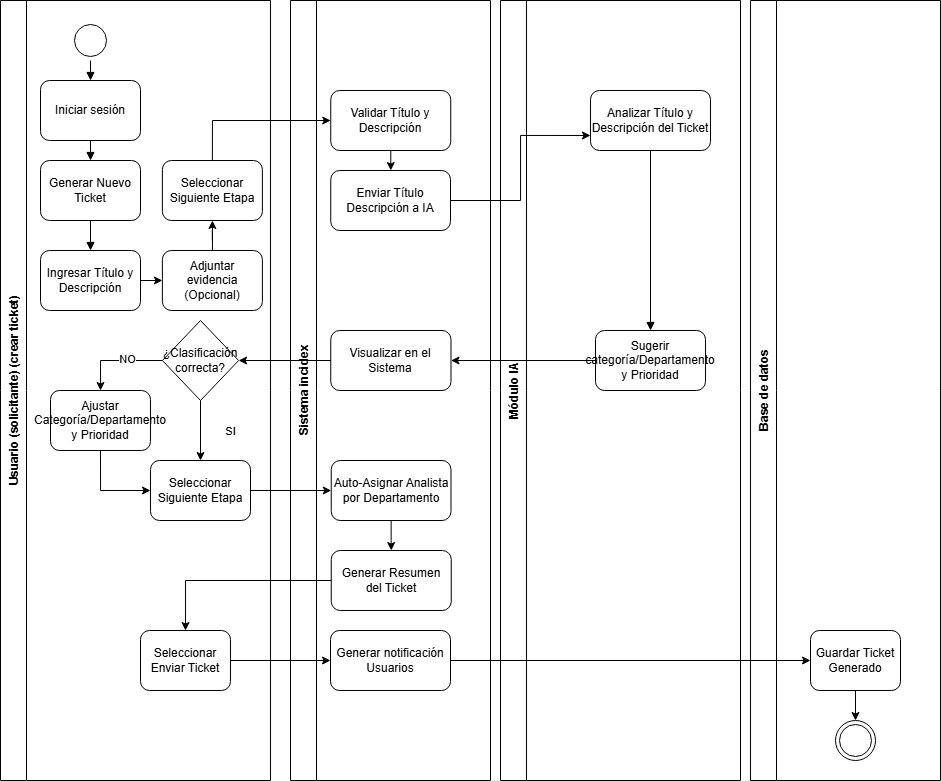 Usuario (solicitante) (crear ticket)
Iniciar sesión
Generar Nuevo
Ticket
Ingresar Título y
Descripción
Adjuntar
evidencia
(Opcional)
Seleccionar
Siguiente Etapa
Sistema incidex
Validar Título y
Descripción
Enviar Título
Descripción a IA
Módulo IA
Analizar Título y
Descripción del Ticket
Sugerir
categoría/Departamento
y Prioridad
Visualizar en el
Sistema
¿Clasificación
correcta?
NO
Ajustar
Categoría/Departamento
y Prioridad
SI
Seleccionar
Siguiente Etapa
Auto-Asignar Analista
por Departamento
Generar Resumen
del Ticket
Seleccionar
Enviar Ticket
Generar notificación
Usuarios
Base de datos
Guardar Ticket
Generado